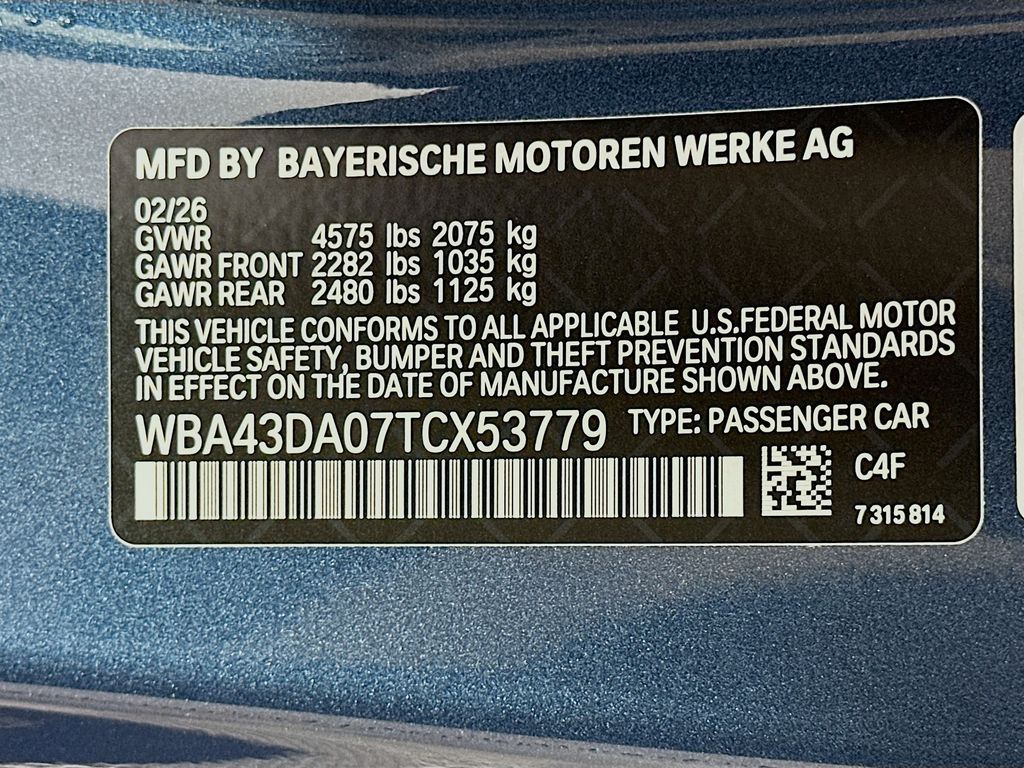 MFD BY BAYERISCHE MOTOREN WERKE AG
02/26
GVWR 4575 lbs 2075 kg
GAWR FRONT 2282 lbs 1035 kg
GAWR REAR 2480 lbs 1125 kg
THIS VEHICLE CONFORMS TO ALL APPLICABLE U.S.FEDERAL MOTOR
VEHICLE SAFETY, BUMPER AND THEFT PREVENTION STANDARDS
IN EFFECT ON THE DATE OF MANUFACTURE SHOWN ABOVE.
WBA43DA07TCX53779 TYPE: PASSENGER CAR
C4F
7315814